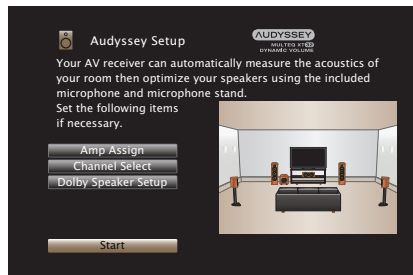 Audyssey Setup
AUDYSSEY
MULTEQ XT32
DYNAMIC VOLUME
Your AV receiver can automatically measure the acoustics of
your room then optimize your speakers using the included
microphone and microphone stand.
Set the following items
if necessary.
Amp Assign
Channel Select
Dolby Speaker Setup
Start